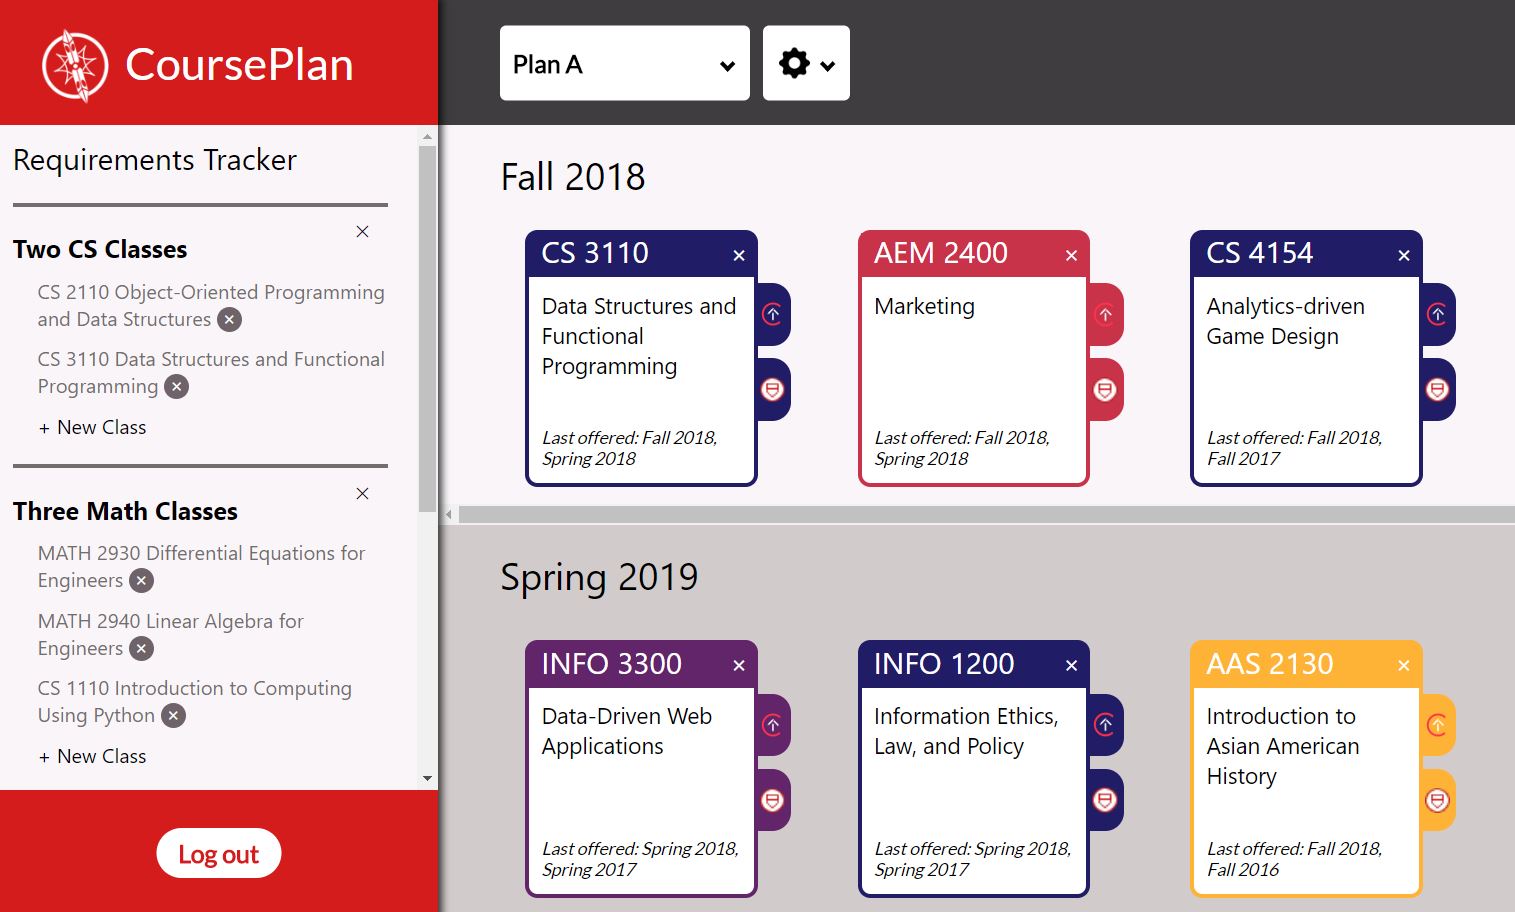 CoursePlan
Plan A
Requirements Tracker
Two CS Classes
CS 2110 Object-Oriented Programming
and Data Structures
CS 3110 Data Structures and Functional
Programming
+ New Class
Three Math Classes
MATH 2930 Differential Equations for
Engineers
MATH 2940 Linear Algebra for
Engineers
CS 1110 Introduction to Computing
Using Python
+ New Class
Log out
Fall 2018
CS 3110
Data Structures and
Functional
Programming
Last offered: Fall 2018,
Spring 2018
AEM 2400
Marketing
Last offered: Fall 2018,
Spring 2018
CS 4154
Analytics-driven
Game Design
Last offered: Fall 2018,
Fall 2017
Spring 2019
INFO 3300
Data-Driven Web
Applications
Last offered: Spring 2018,
Spring 2017
INFO 1200
Information Ethics,
Law, and Policy
Last offered: Spring 2018,
Spring 2017
AAS 2130
Introduction to
Asian American
History
Last offered: Fall 2018,
Fall 2016